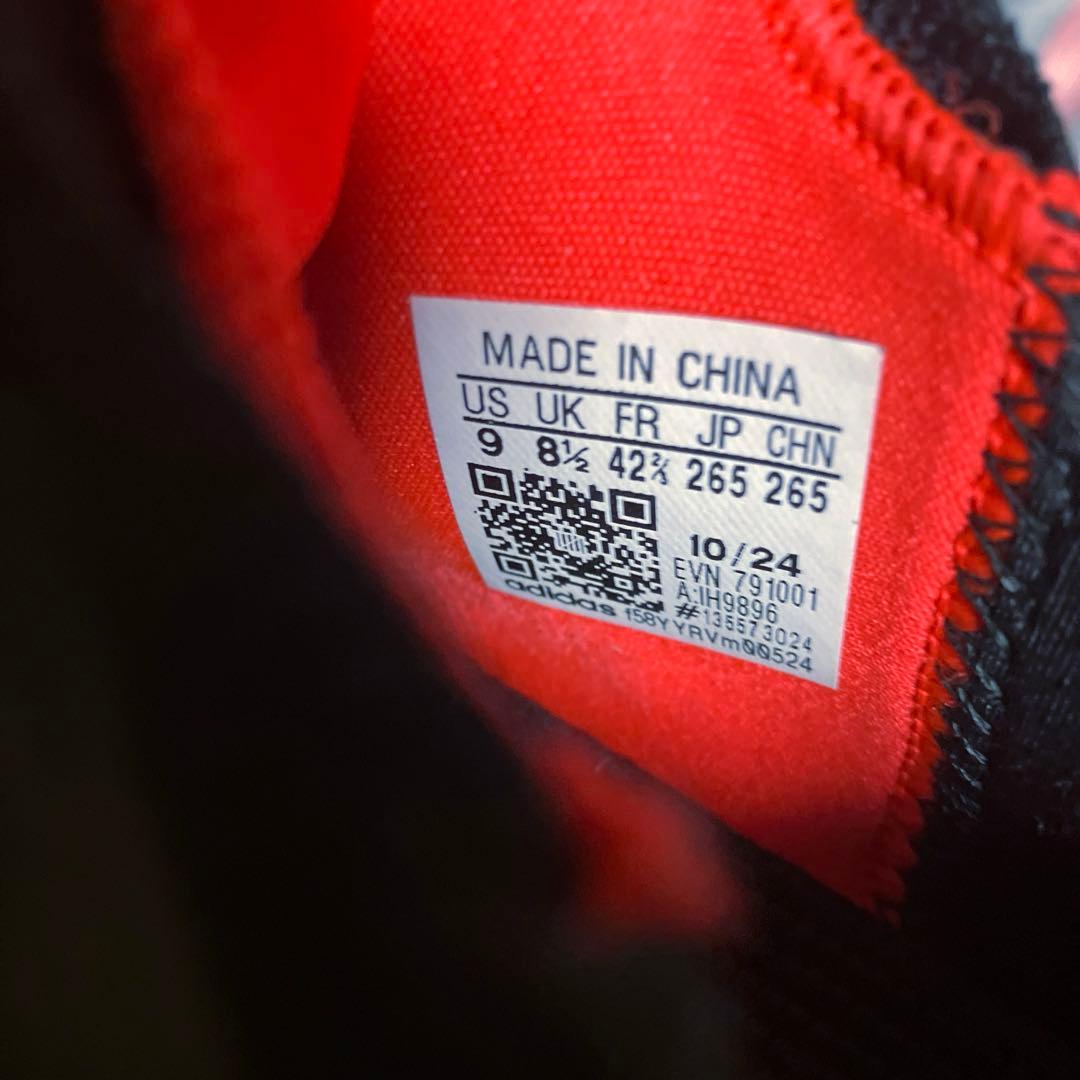 MADE IN CHINA
US UK FR JP CHN
9 8½ 42⅔ 265 265
10/24
EVN 791001
A:IH9896
#135573024
adidas 158YYRVm00524